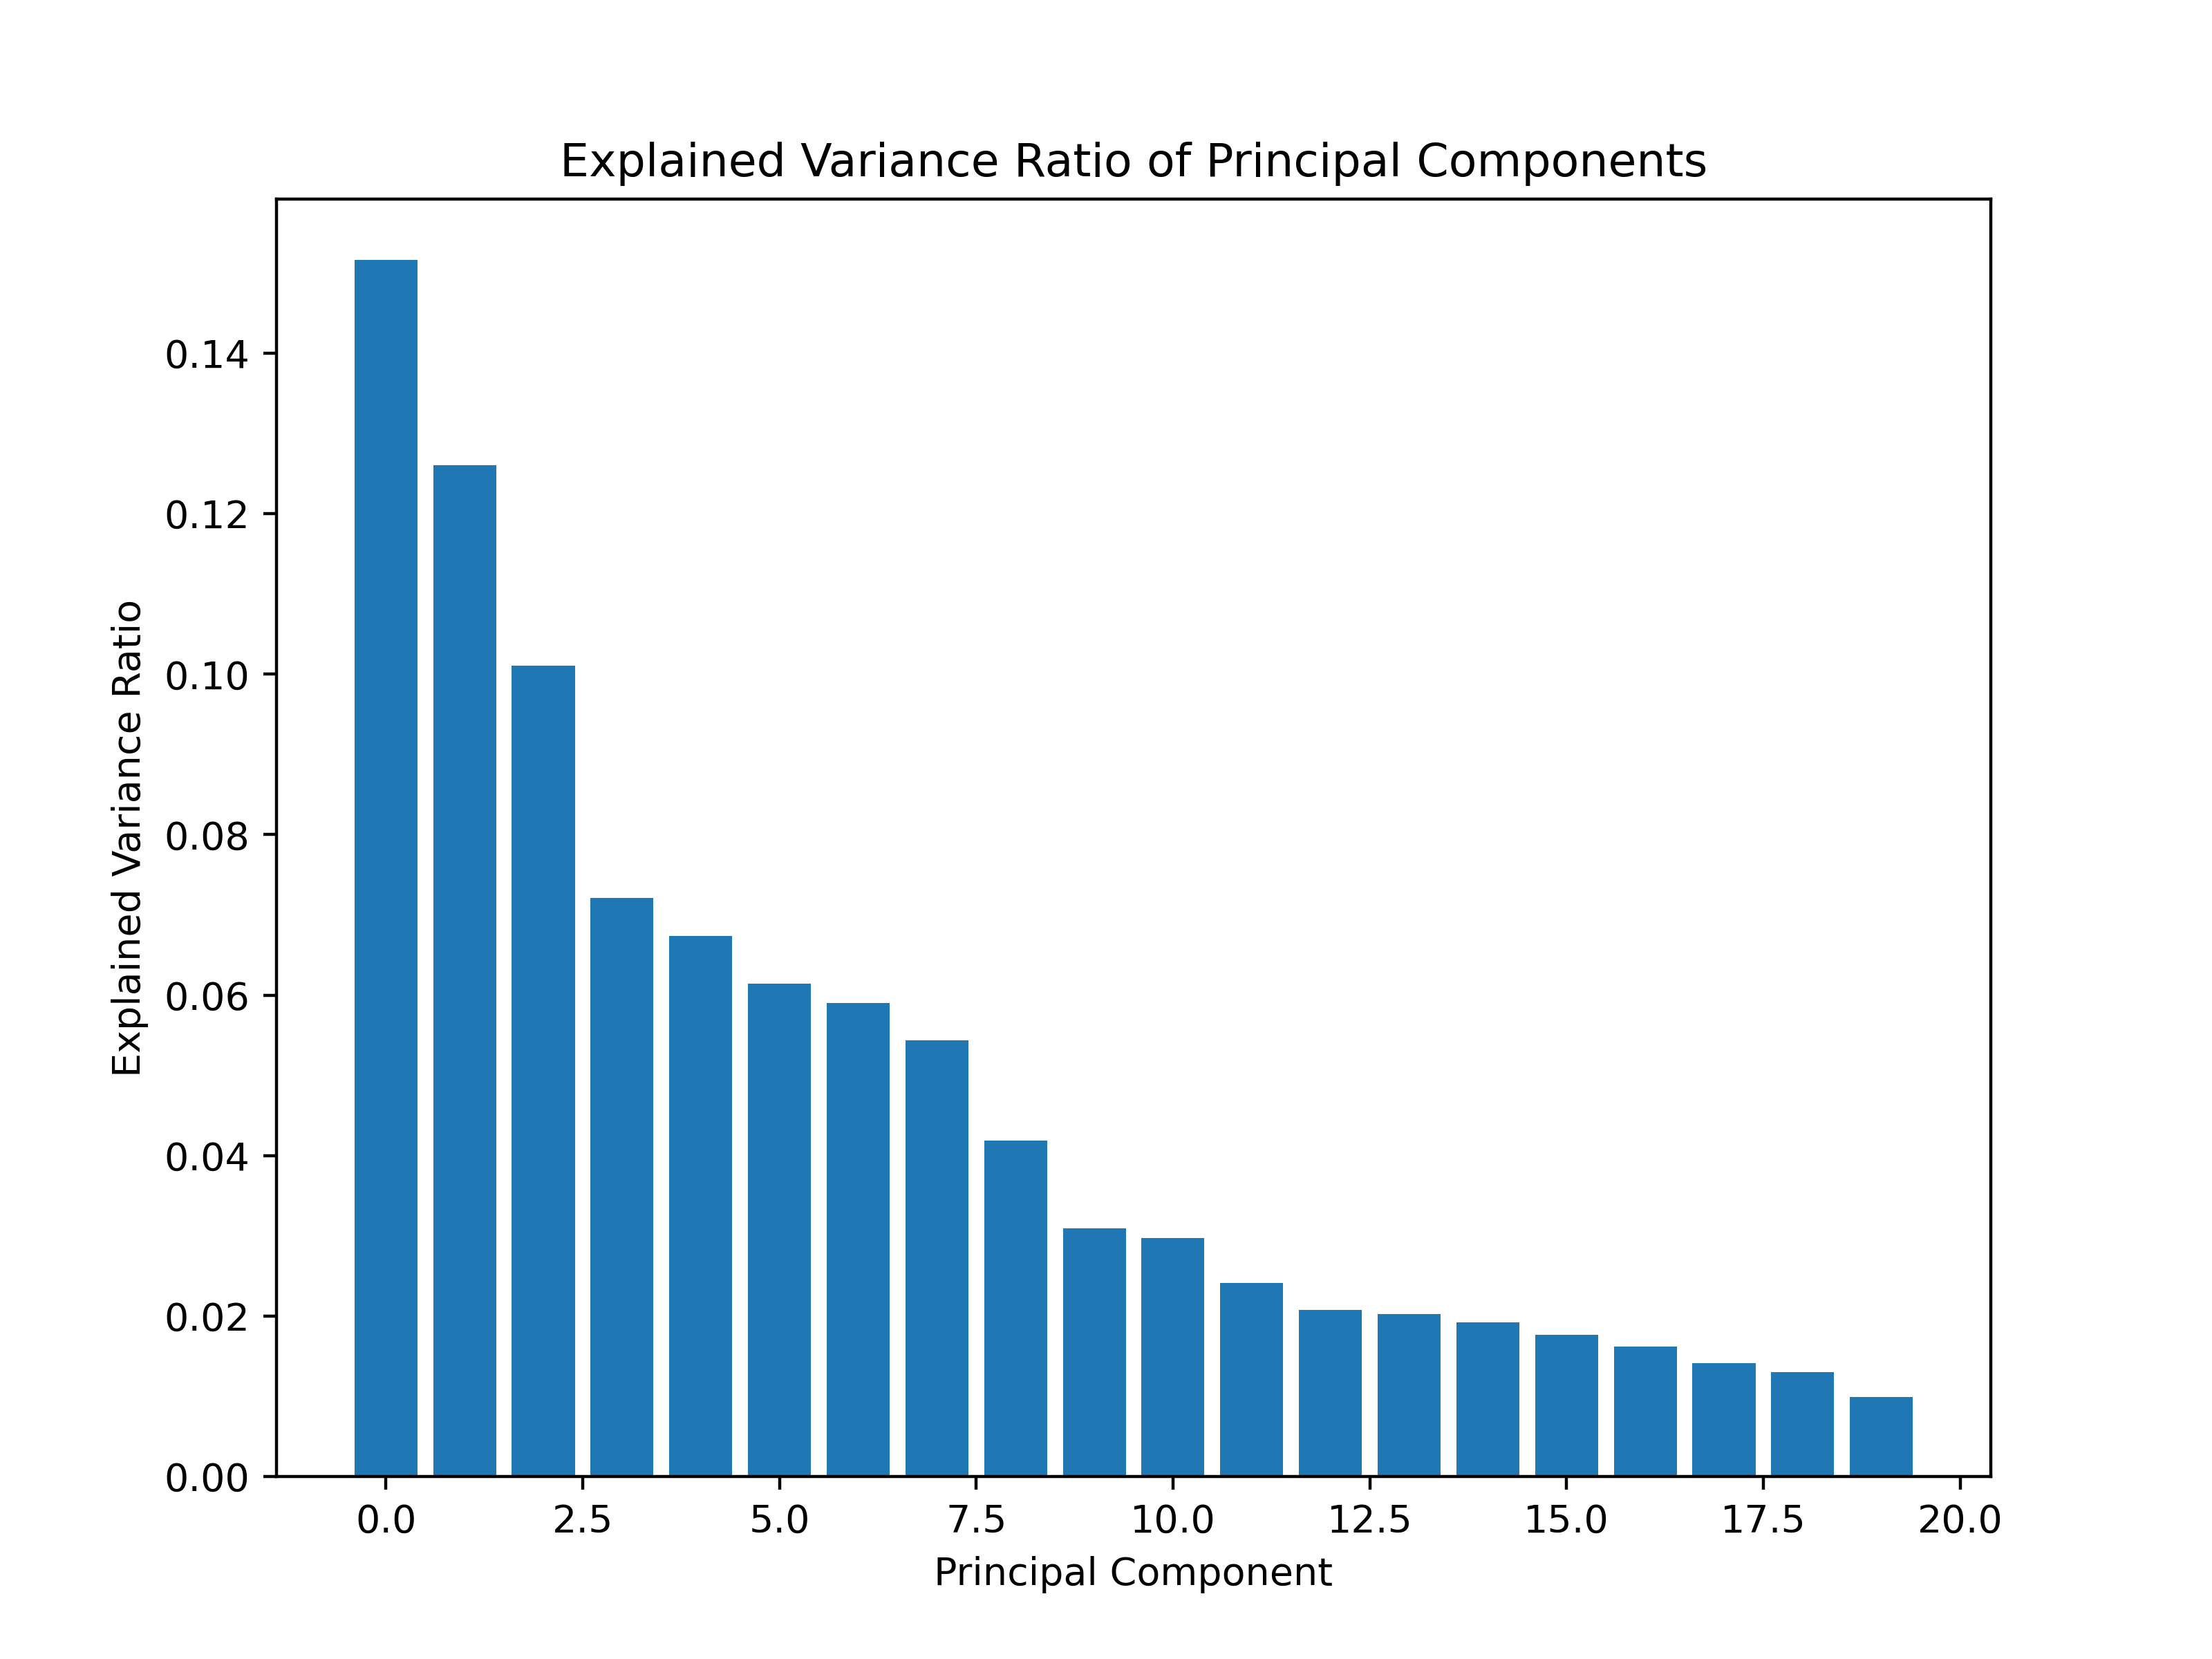 Explained Variance Ratio of Principal Components
Explained Variance Ratio
0.14
0.12
0.10
0.08
0.06
0.04
0.02
0.00
0.0 2.5 5.0 7.5 10.0 12.5 15.0 17.5 20.0
Principal Component